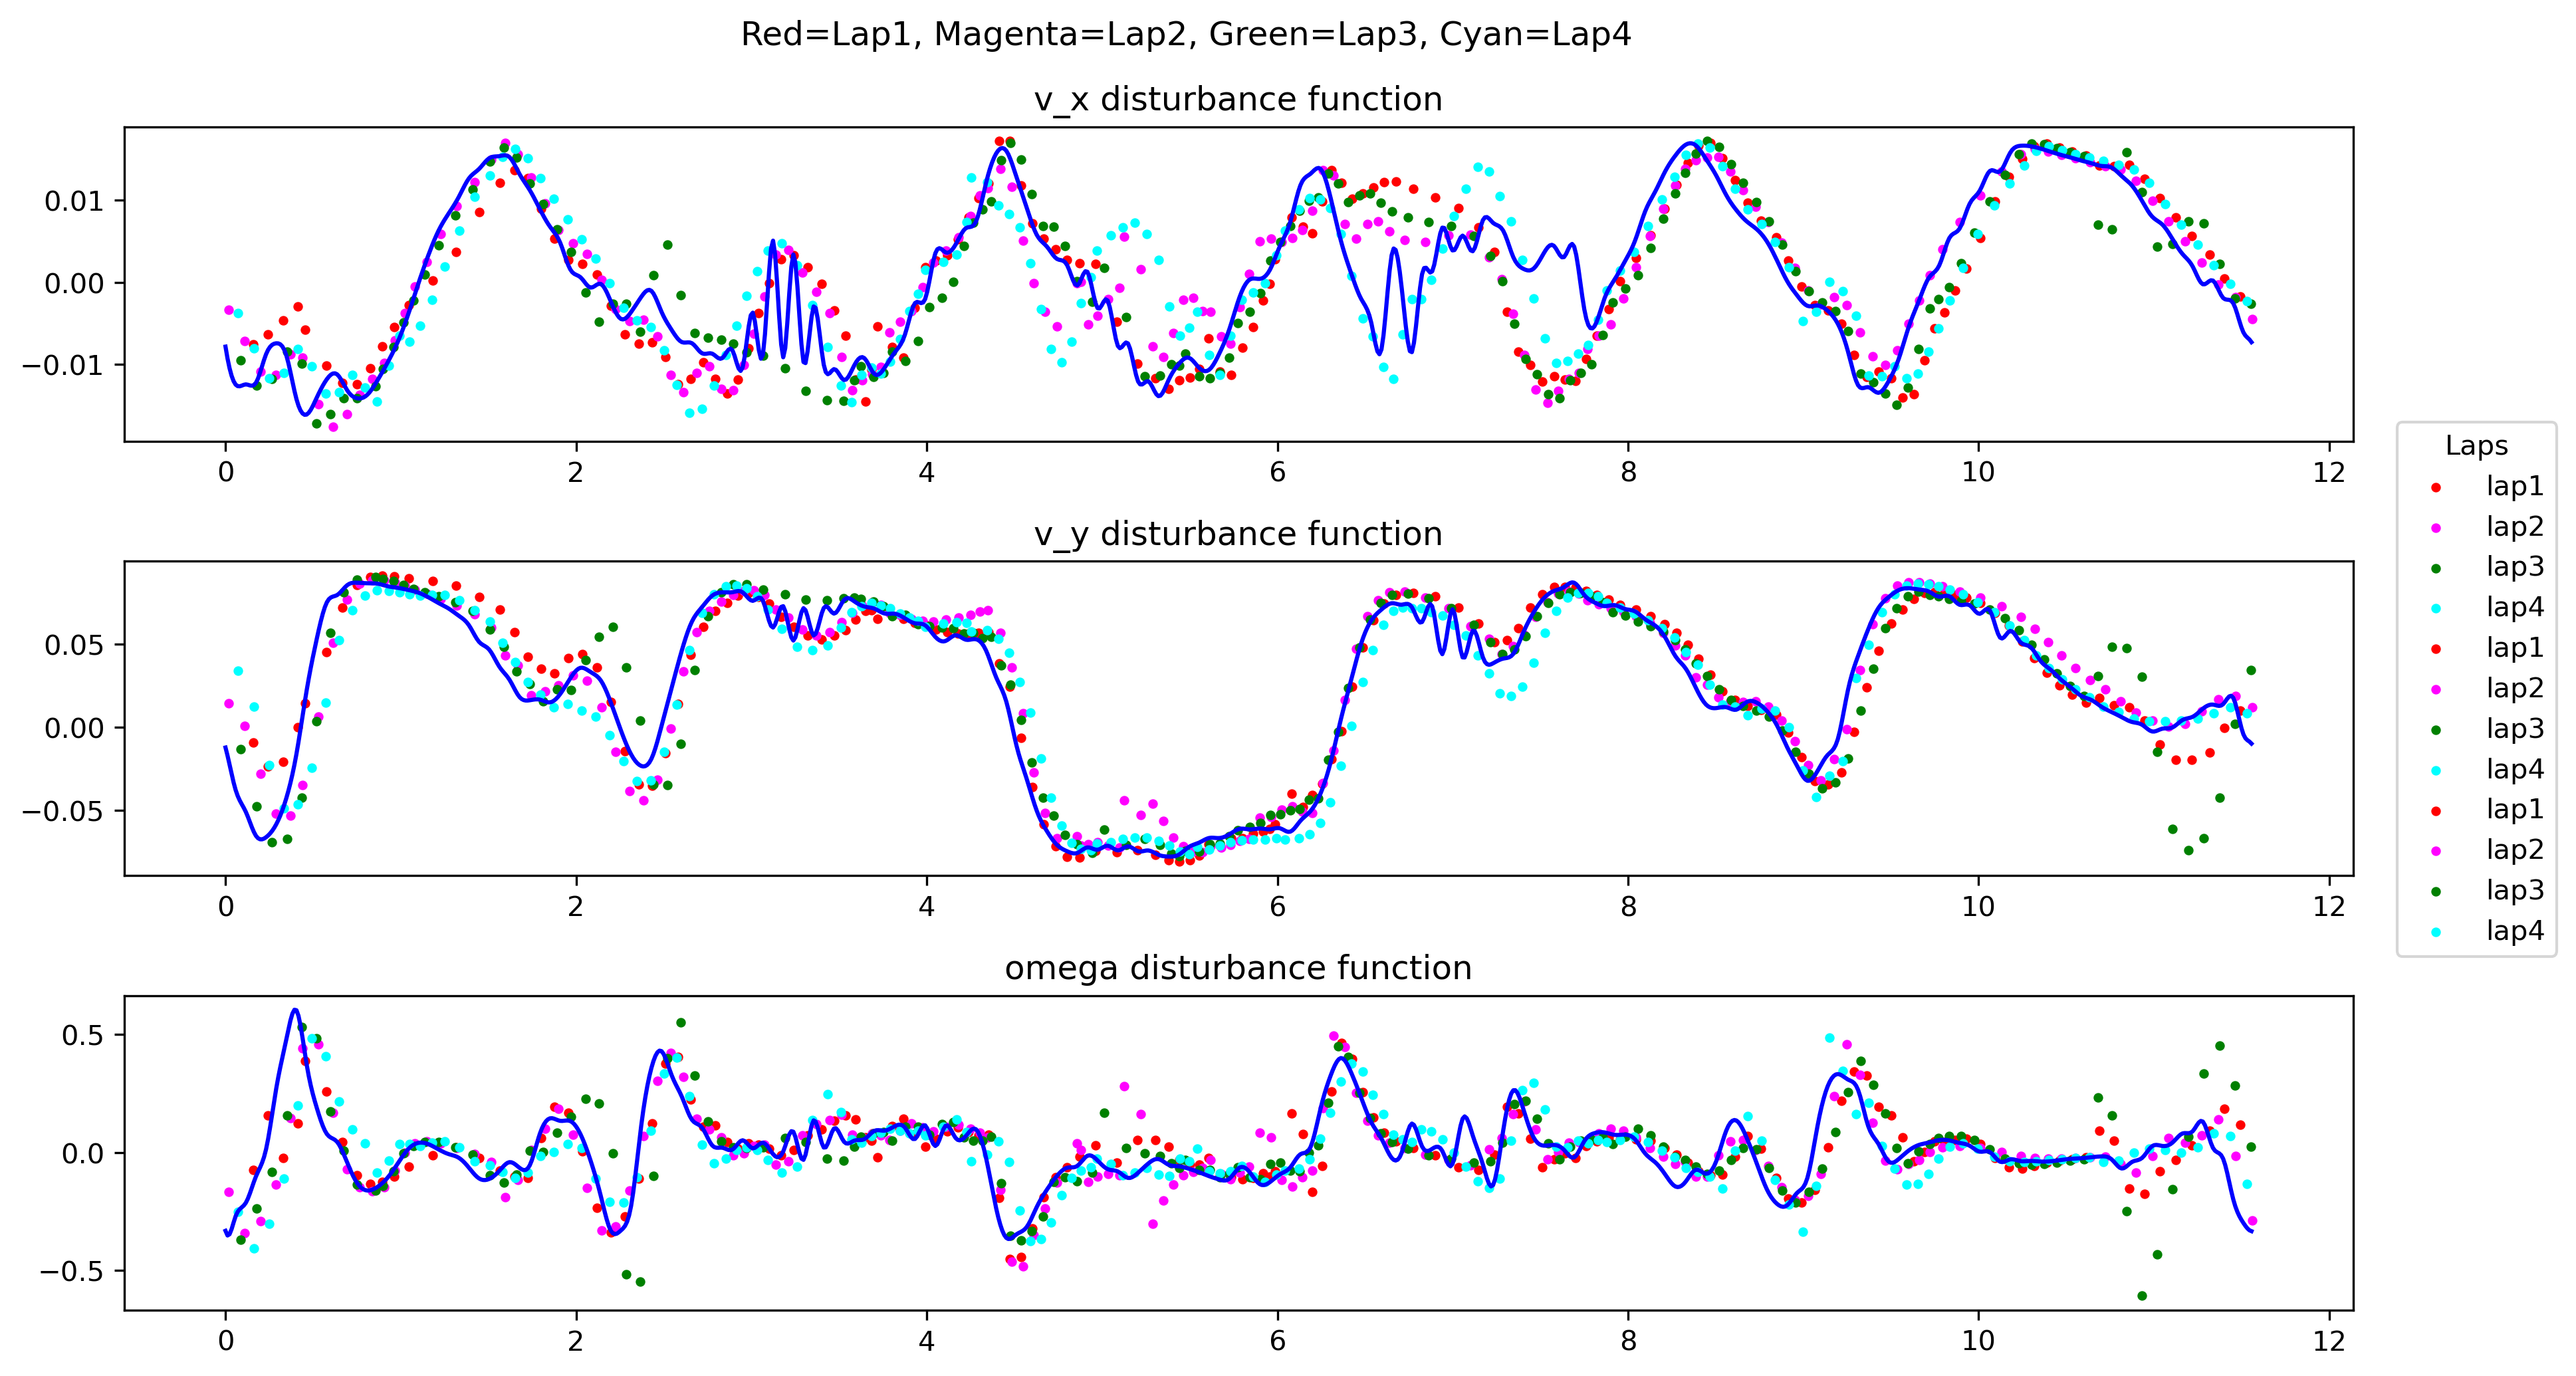 Red=Lap1, Magenta=Lap2, Green=Lap3, Cyan=Lap4
v_x disturbance function
0.01
0.00
−0.01
0 2 4 6 8 10 12
v_y disturbance function
0.05
0.00
−0.05
0 2 4 6 8 10 12
omega disturbance function
0.5
0.0
−0.5
0 2 4 6 8 10 12
Laps
lap1
lap2
lap3
lap4
lap1
lap2
lap3
lap4
lap1
lap2
lap3
lap4